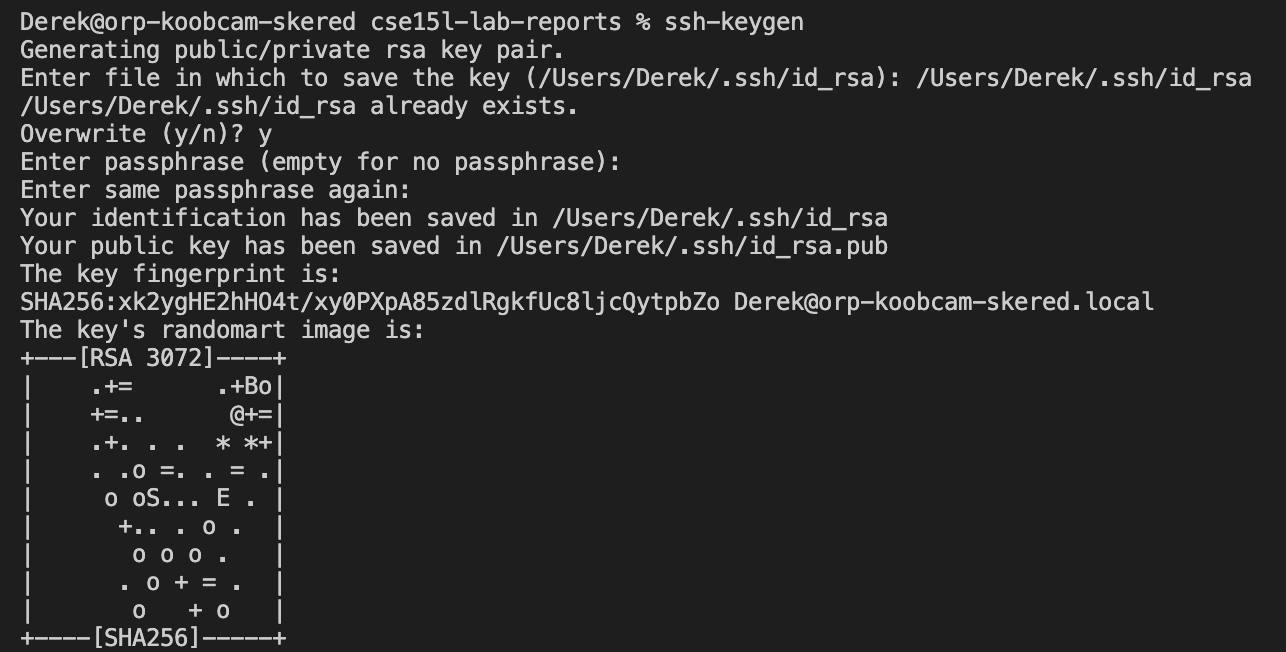 Derek@orp-koobcam-skered cse15l-lab-reports % ssh-keygen
Generating public/private rsa key pair.
Enter file in which to save the key (/Users/Derek/.ssh/id_rsa): /Users/Derek/.ssh/id_rsa
/Users/Derek/.ssh/id_rsa already exists.
Overwrite (y/n)? y
Enter passphrase (empty for no passphrase):
Enter same passphrase again:
Your identification has been saved in /Users/Derek/.ssh/id_rsa
Your public key has been saved in /Users/Derek/.ssh/id_rsa.pub
The key fingerprint is:
SHA256:xk2ygHE2hHO4t/xy0PXpA85zdlRgkfUc8ljcQytpbZo Derek@orp-koobcam-skered.local
The key's randomart image is:
+---[RSA 3072]----+
|    .+=      .+Bo|
|    +=..      @+=|
|    .+. . .  * *+|
|    . .o =. . = .|
|     o oS... E . |
|      +.. . o .  |
|       o o o .   |
|      . o + = .  |
|       o   + o   |
+----[SHA256]-----+